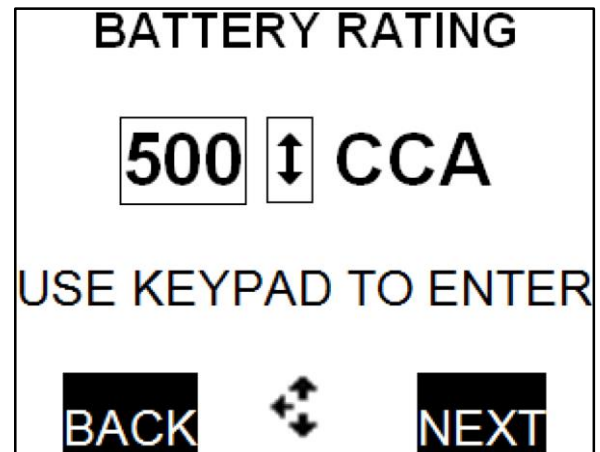 BATTERY RATING
500 CCA
USE KEYPAD TO ENTER
BACK NEXT